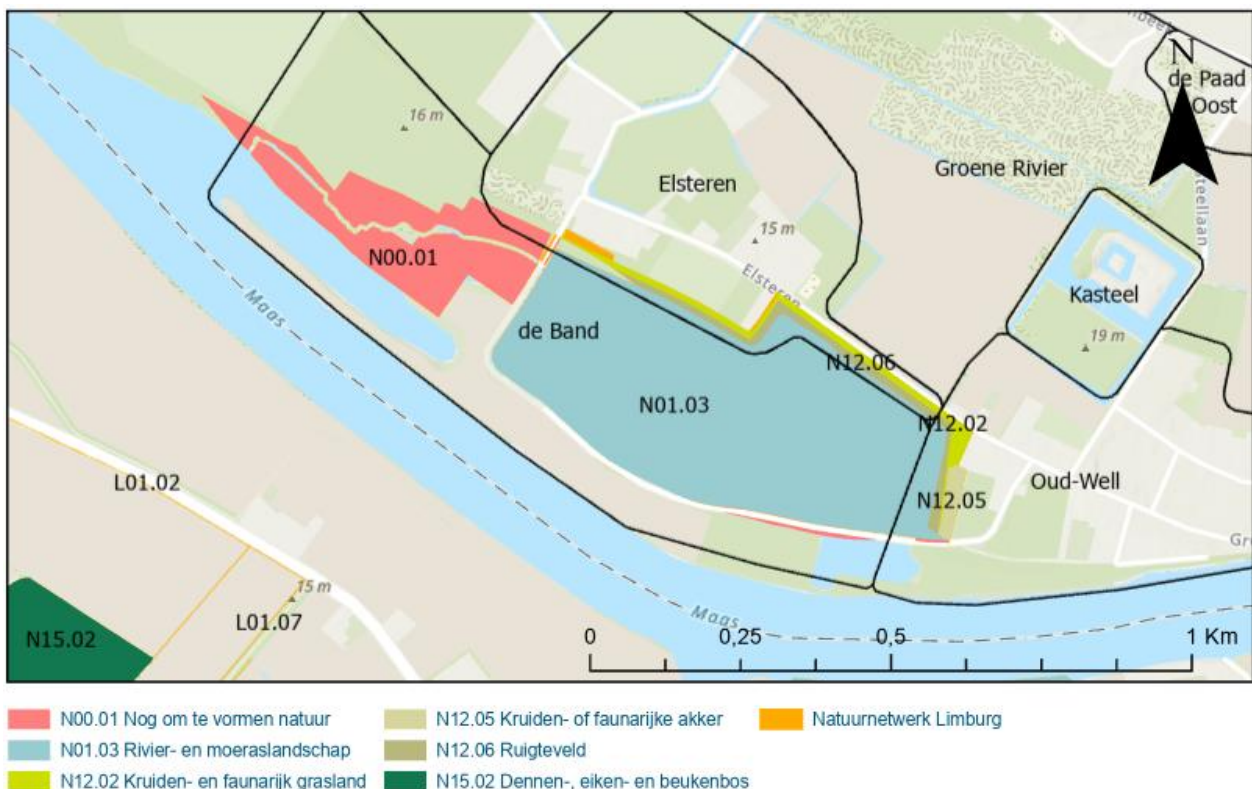 nbeek
N
de Paad
Oost
16 m
Groene Rivier
steellaan
Elsteren
15 m
N00.01
Elsteren
Kasteel
Maas
de Band
19 m
N12.06
N01.03
N12.02
L01.02
Oud-Well
N12.05
Gr
15 m
Maas
L01.07
0 0,25 0,5 1 Km
N15.02
N00.01 Nog om te vormen natuur N12.05 Kruiden- of faunarijke akker Natuurnetwerk Limburg
N01.03 Rivier- en moeraslandschap N12.06 Ruigteveld
N12.02 Kruiden- en faunarijk grasland N15.02 Dennen-, eiken- en beukenbos